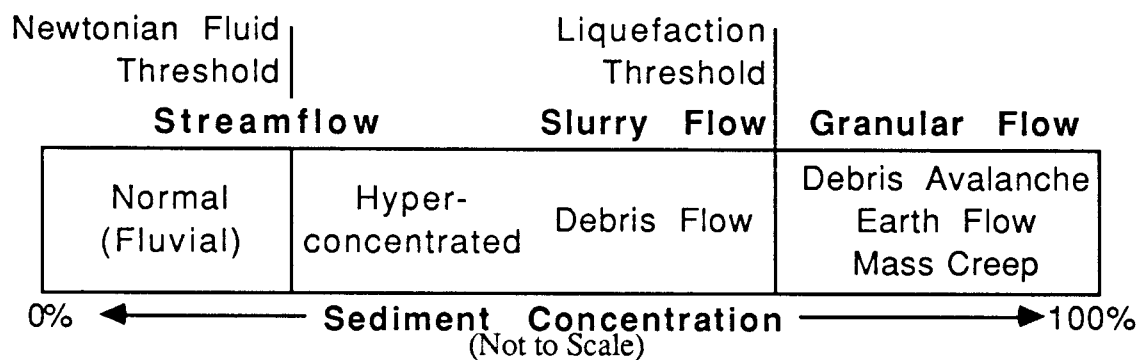 Newtonian Fluid
Threshold
Liquefaction
Threshold
Streamflow
Slurry Flow
Granular Flow
Normal
(Fluvial)
Hyper-
concentrated
Debris Flow
Debris Avalanche
Earth Flow
Mass Creep
0%
Sediment Concentration
100%
(Not to Scale)